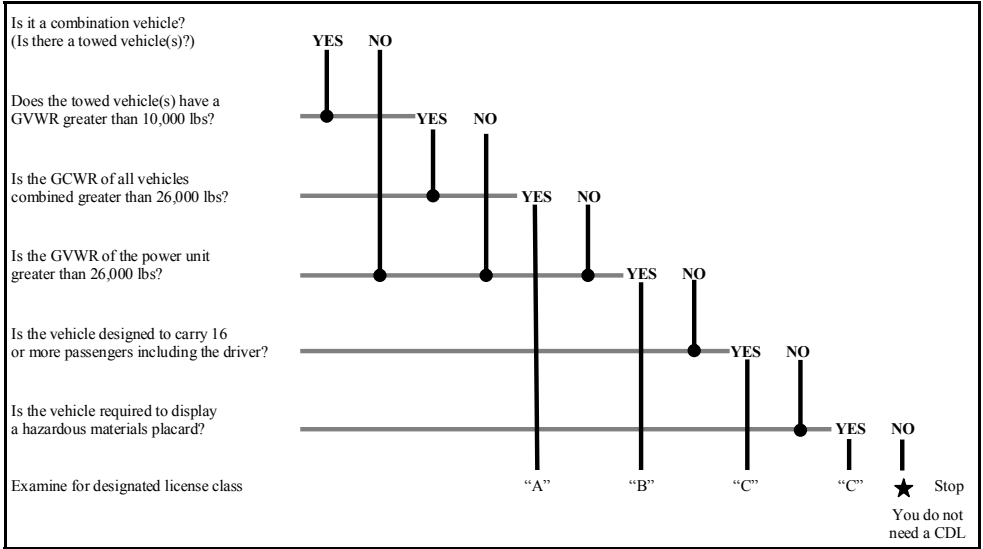 Is it a combination vehicle?
(Is there a towed vehicle(s)?)
YES NO
Does the towed vehicle(s) have a
GVWR greater than 10,000 lbs?
YES NO
Is the GCWR of all vehicles
combined greater than 26,000 lbs?
YES NO
Is the GVWR of the power unit
greater than 26,000 lbs?
YES NO
Is the vehicle designed to carry 16
or more passengers including the driver?
YES NO
Is the vehicle required to display
a hazardous materials placard?
YES NO
Examine for designated license class
“A” “B” “C” “C” Stop
You do not
need a CDL